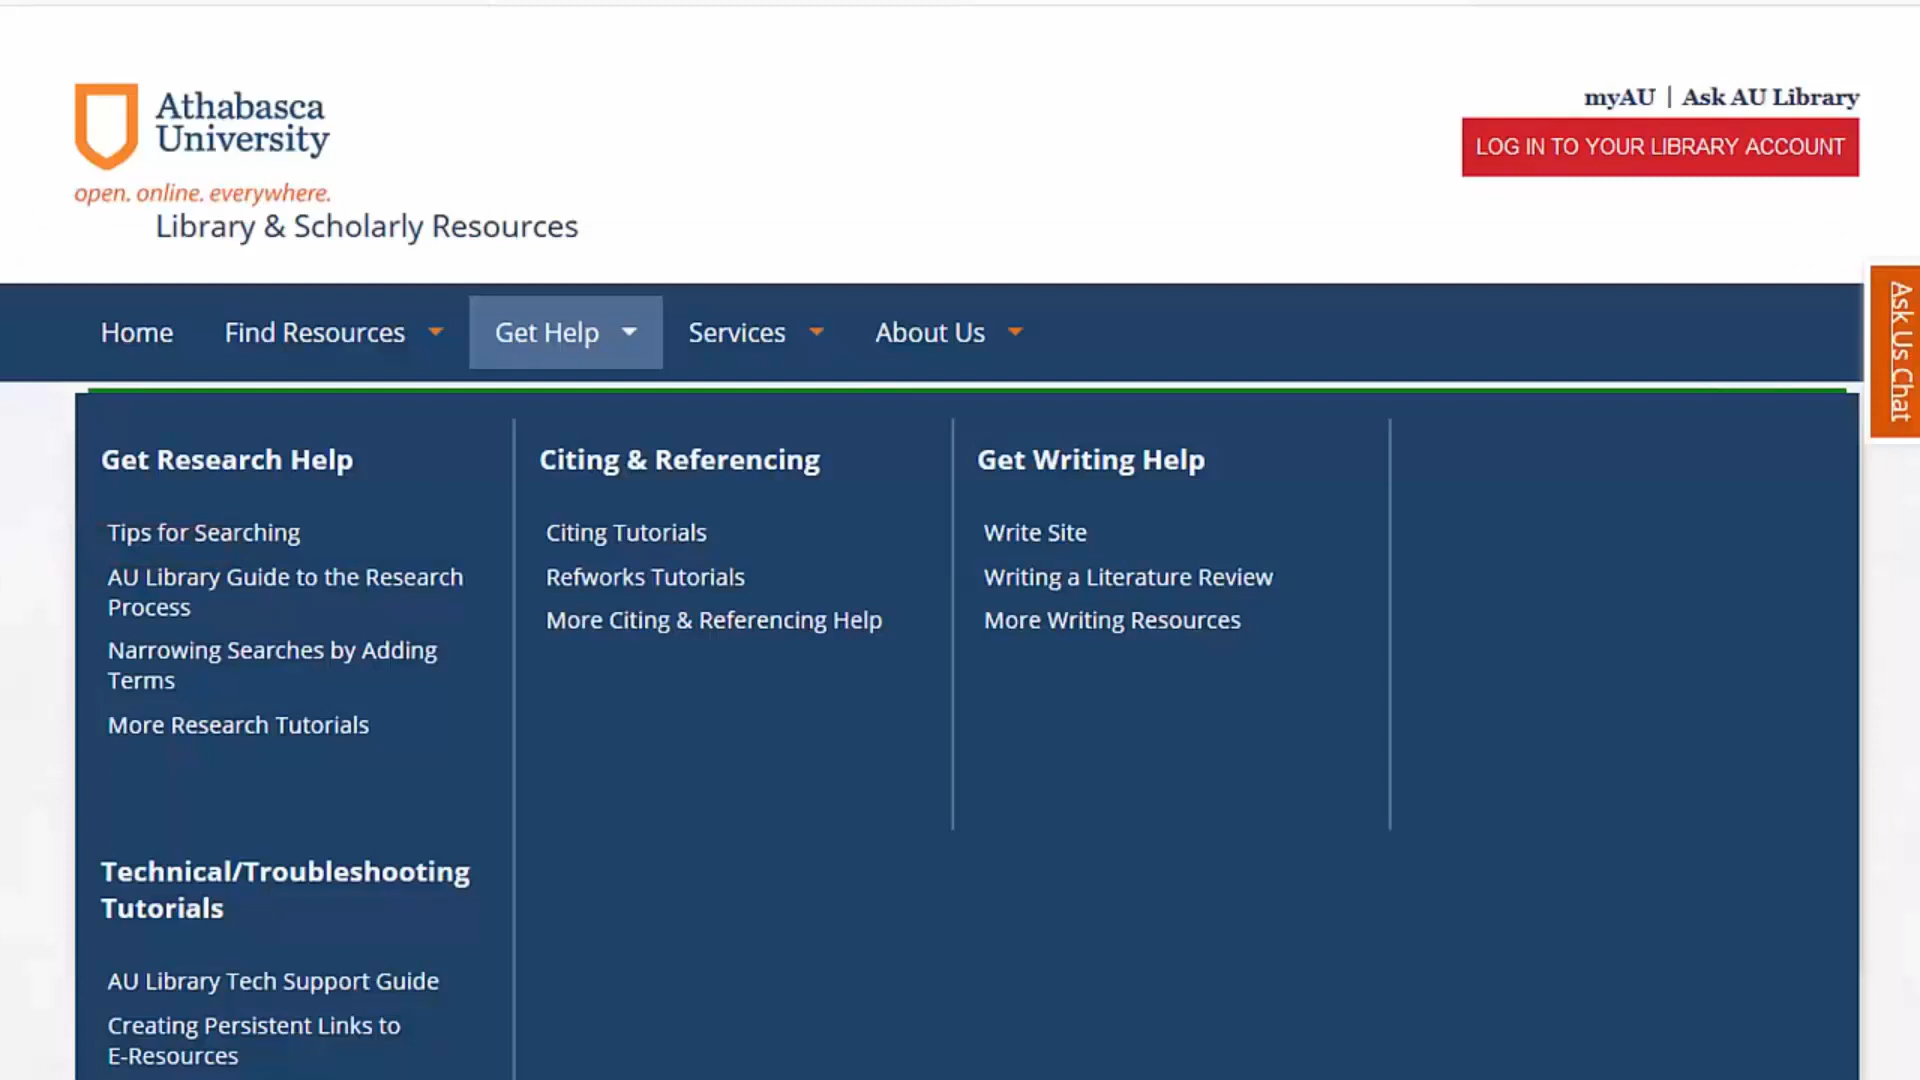 Athabasca
University
open. online. everywhere.
Library & Scholarly Resources
myAU | Ask AU Library
LOG IN TO YOUR LIBRARY ACCOUNT
Ask Us Chat
Home
Find Resources
Get Help
Services
About Us
Get Research Help
Tips for Searching
AU Library Guide to the Research
Process
Narrowing Searches by Adding
Terms
More Research Tutorials
Citing & Referencing
Citing Tutorials
Refworks Tutorials
More Citing & Referencing Help
Get Writing Help
Write Site
Writing a Literature Review
More Writing Resources
Technical/Troubleshooting
Tutorials
AU Library Tech Support Guide
Creating Persistent Links to
E-Resources